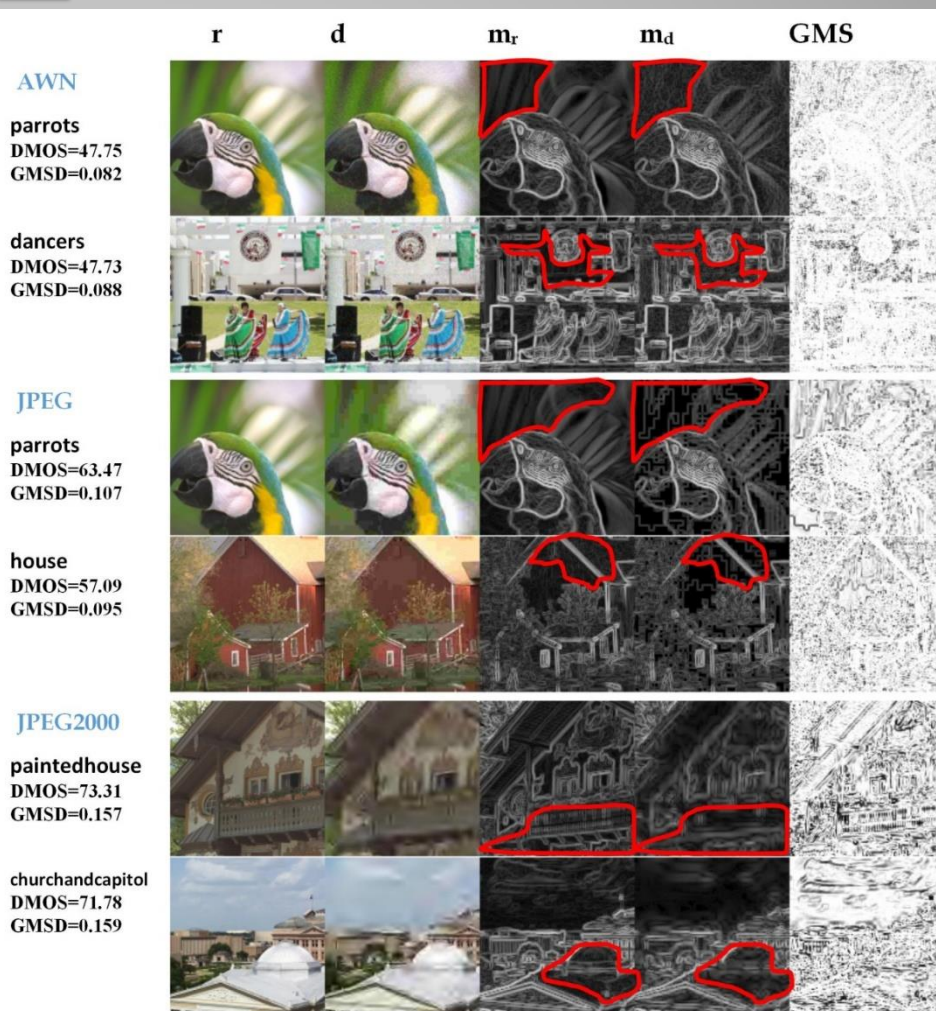 r d mr md GMS
AWN
parrots
DMOS=47.75
GMSD=0.082
dancers
DMOS=47.73
GMSD=0.088
JPEG
parrots
DMOS=63.47
GMSD=0.107
house
DMOS=57.09
GMSD=0.095
JPEG2000
paintedhouse
DMOS=73.31
GMSD=0.157
churchandcapitol
DMOS=71.78
GMSD=0.159